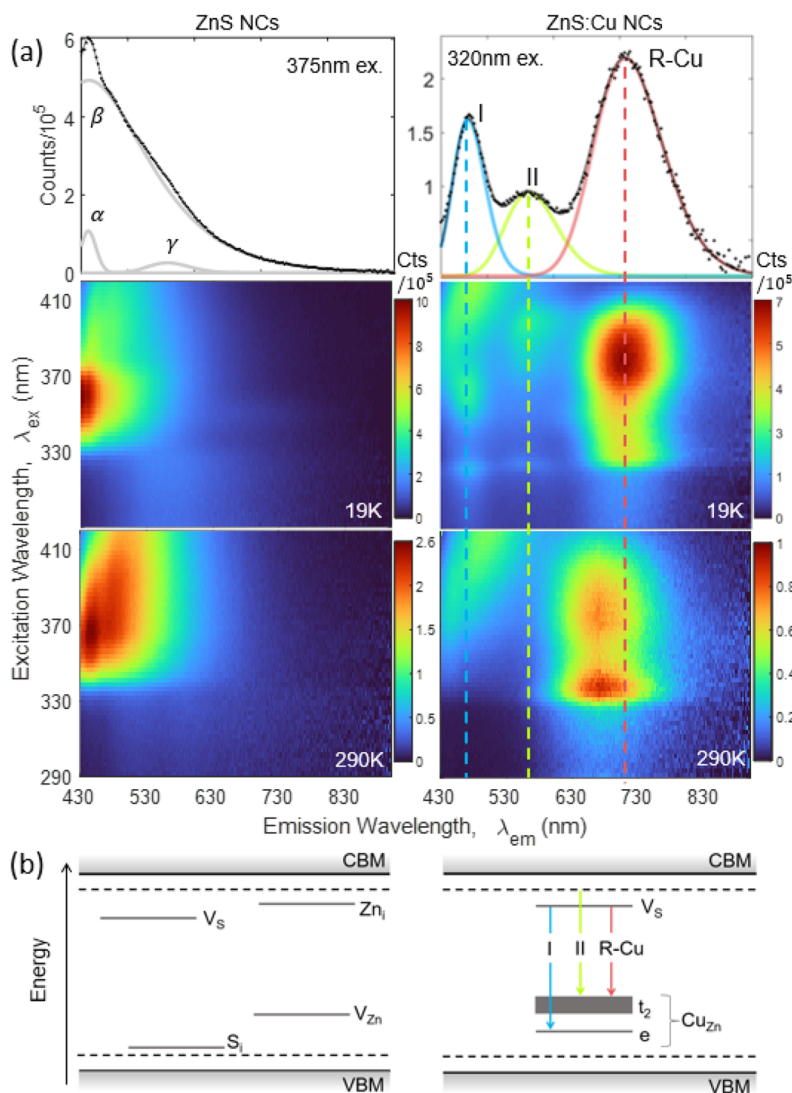 ZnS NCs
ZnS:Cu NCs
(a)
6
4
2
0
Counts/10⁵
375nm ex.
β
α
γ
2
1.5
1
320nm ex.
I
II
R-Cu
Cts
/10⁵
Cts
/10⁵
410
370
330
10
8
6
4
2
0
19K
7
6
5
4
3
2
1
0
19K
Excitation Wavelength, λex (nm)
410
370
330
290
2.6
2
1.5
1
0.5
0
290K
1
0.8
0.6
0.4
0.2
0
290K
430 530 630 730 830
430 530 630 730 830
Emission Wavelength, λem (nm)
(b)
Energy
CBM
VS
Zni
VZn
Si
VBM
CBM
VS
I II R-Cu
t2
e
CuZn
VBM